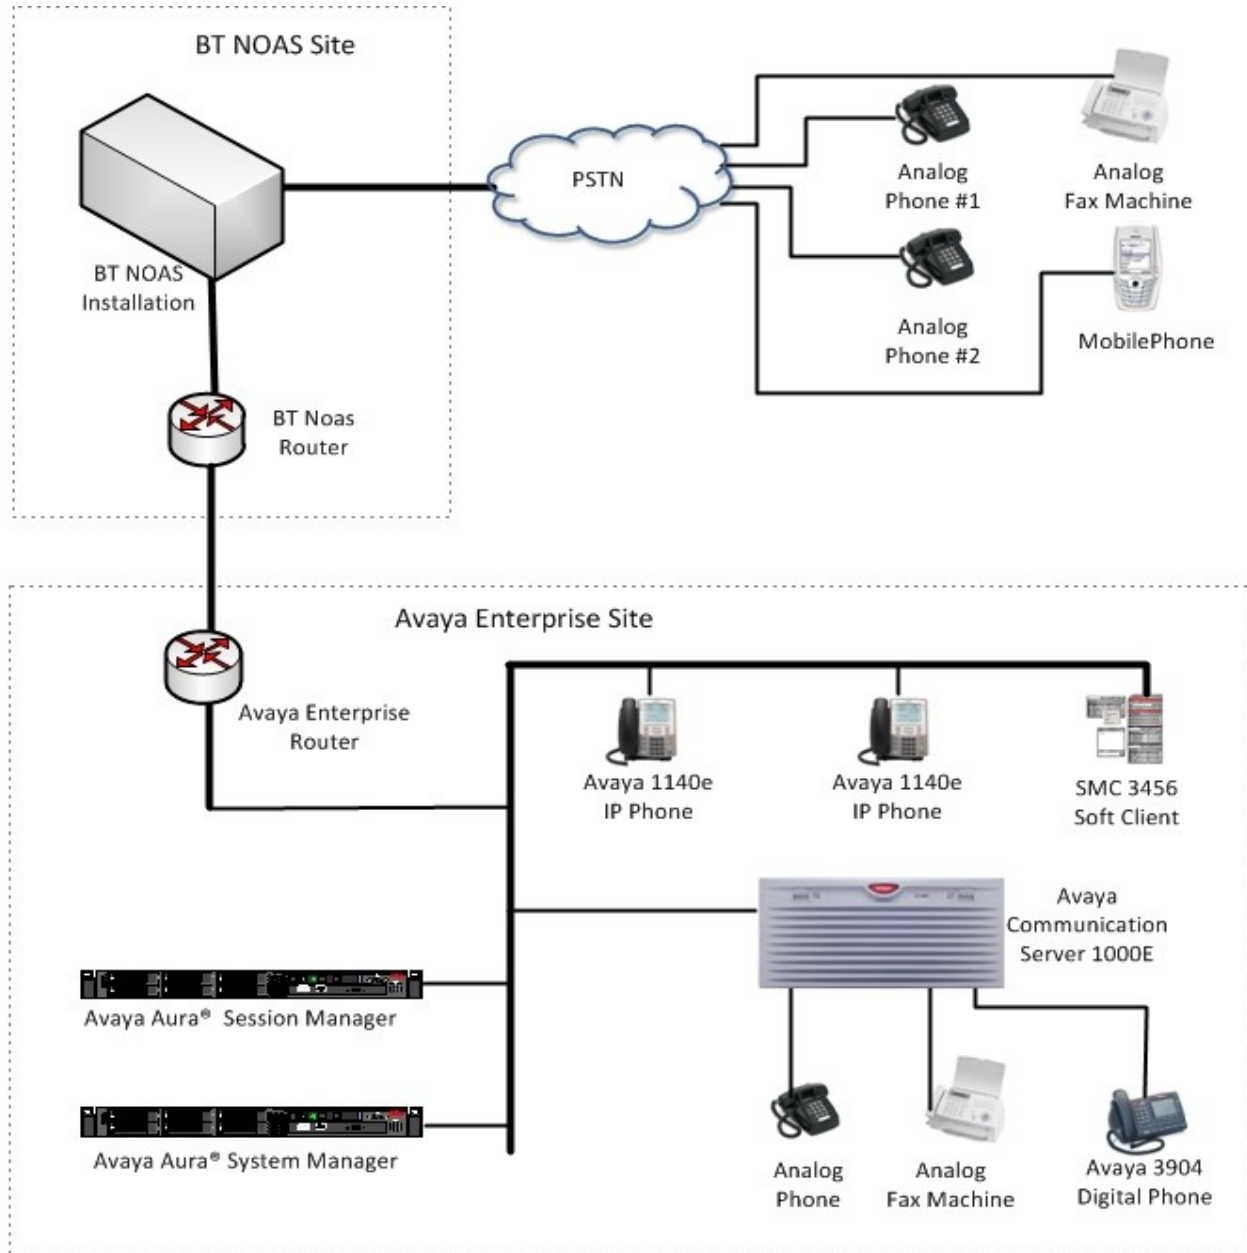 BT NOAS Site
BT NOAS
Installation
BT Noas
Router
PSTN
Analog
Phone #1
Analog
Fax Machine
Analog
Phone #2
MobilePhone
Avaya Enterprise Site
Avaya Enterprise
Router
Avaya 1140e
IP Phone
Avaya 1140e
IP Phone
SMC 3456
Soft Client
Avaya
Communication
Server 1000E
Avaya Aura® Session Manager
Avaya Aura® System Manager
Analog
Phone
Analog
Fax Machine
Avaya 3904
Digital Phone